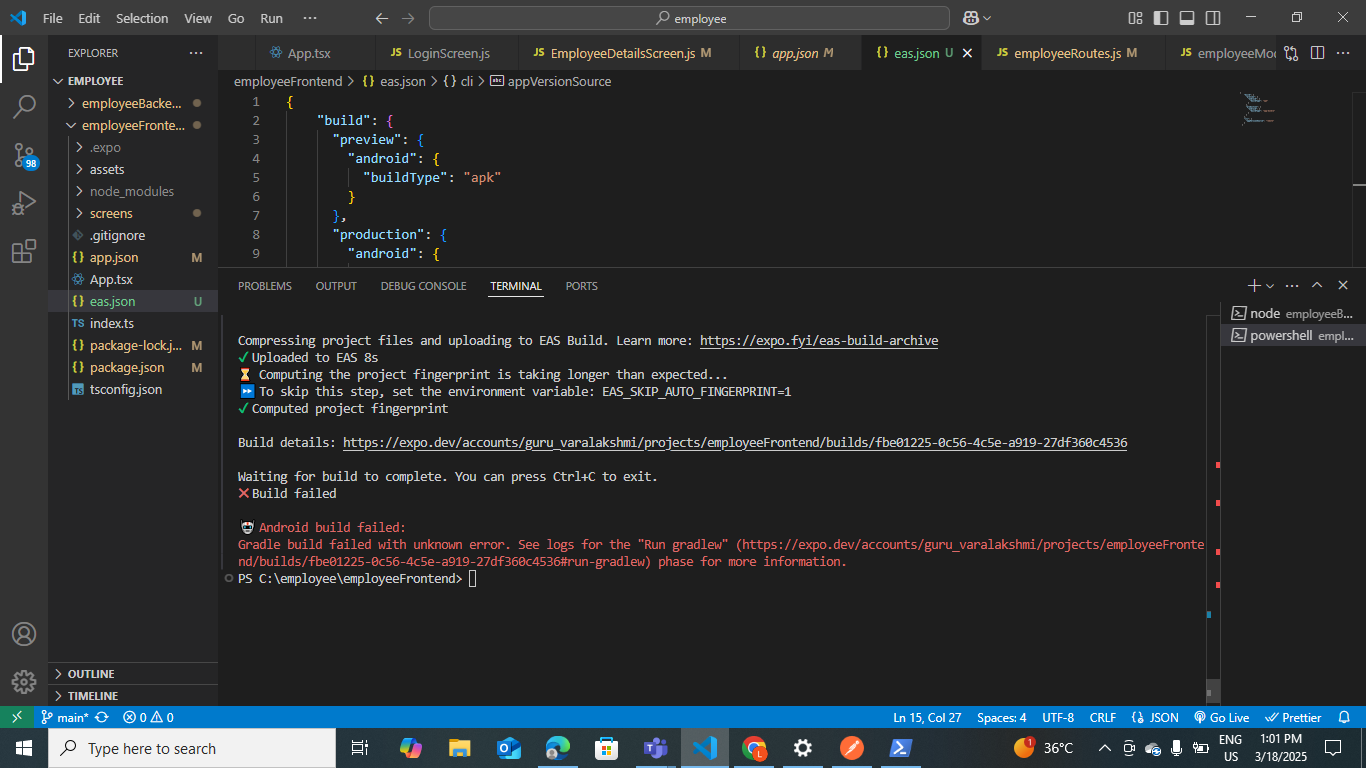 File Edit Selection View Go Run ··· employee
EXPLORER ···
App.tsx LoginScreen.js EmployeeDetailsScreen.js M app.json M eas.json U employeeRoutes.js M employeeMod
employeeFrontend > eas.json > cli > appVersionSource
EMPLOYEE
employeeBacke...
employeeFronte...
.expo
assets
node_modules
screens
.gitignore
app.json M
App.tsx
eas.json U
index.ts
package-lock.j... M
package.json M
tsconfig.json
98
1 {
2 "build": {
3 "preview": {
4 "android": {
5 "buildType": "apk"
6 }
7 },
8 "production": {
9 "android": {
PROBLEMS OUTPUT DEBUG CONSOLE TERMINAL PORTS
node employeeB...
powershell empl...
Compressing project files and uploading to EAS Build. Learn more: https://expo.fyi/eas-build-archive
✓ Uploaded to EAS 8s
⌛ Computing the project fingerprint is taking longer than expected...
⏩ To skip this step, set the environment variable: EAS_SKIP_AUTO_FINGERPRINT=1
✓ Computed project fingerprint
Build details: https://expo.dev/accounts/guru_varalakshmi/projects/employeeFrontend/builds/fbe01225-0c56-4c5e-a919-27df360c4536
Waiting for build to complete. You can press Ctrl+C to exit.
❌ Build failed
🤖 Android build failed:
Gradle build failed with unknown error. See logs for the "Run gradlew" (https://expo.dev/accounts/guru_varalakshmi/projects/employeeFronte
nd/builds/fbe01225-0c56-4c5e-a919-27df360c4536#run-gradlew) phase for more information.
PS C:\employee\employeeFrontend>
OUTLINE
TIMELINE
main* 0 0 Ln 15, Col 27 Spaces: 4 UTF-8 CRLF JSON Go Live Prettier
Type here to search 1 36°C ENG US 1:01 PM 3/18/2025